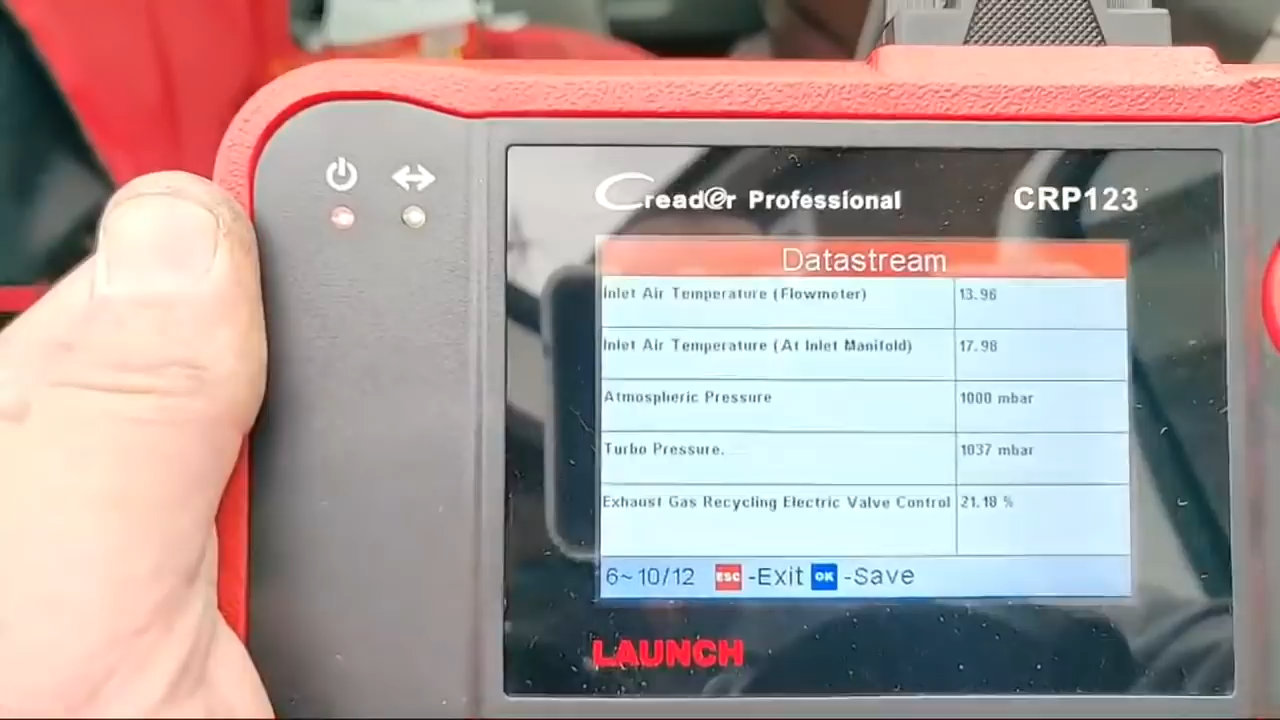 Creader Professional CRP123
Datastream
Inlet Air Temperature (Flowmeter) 13.96
Inlet Air Temperature (At Inlet Manifold) 17.98
Atmospheric Pressure 1000 mbar
Turbo Pressure. 1037 mbar
Exhaust Gas Recycling Electric Valve Control 21.18 %
6~10/12 ESC -Exit OK -Save
LAUNCH